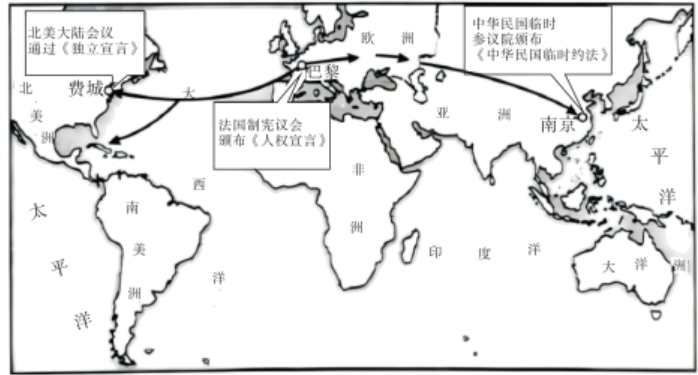 北美大陆会议
通过《独立宣言》
中华民国临时
参议院颁布
《中华民国临时约法》
法国制宪议会
颁布《人权宣言》
费城
巴黎
南京
欧洲
亚洲
北美洲
大西洋
非洲
南美洲
太平洋
印度洋
太平洋
大洋洲